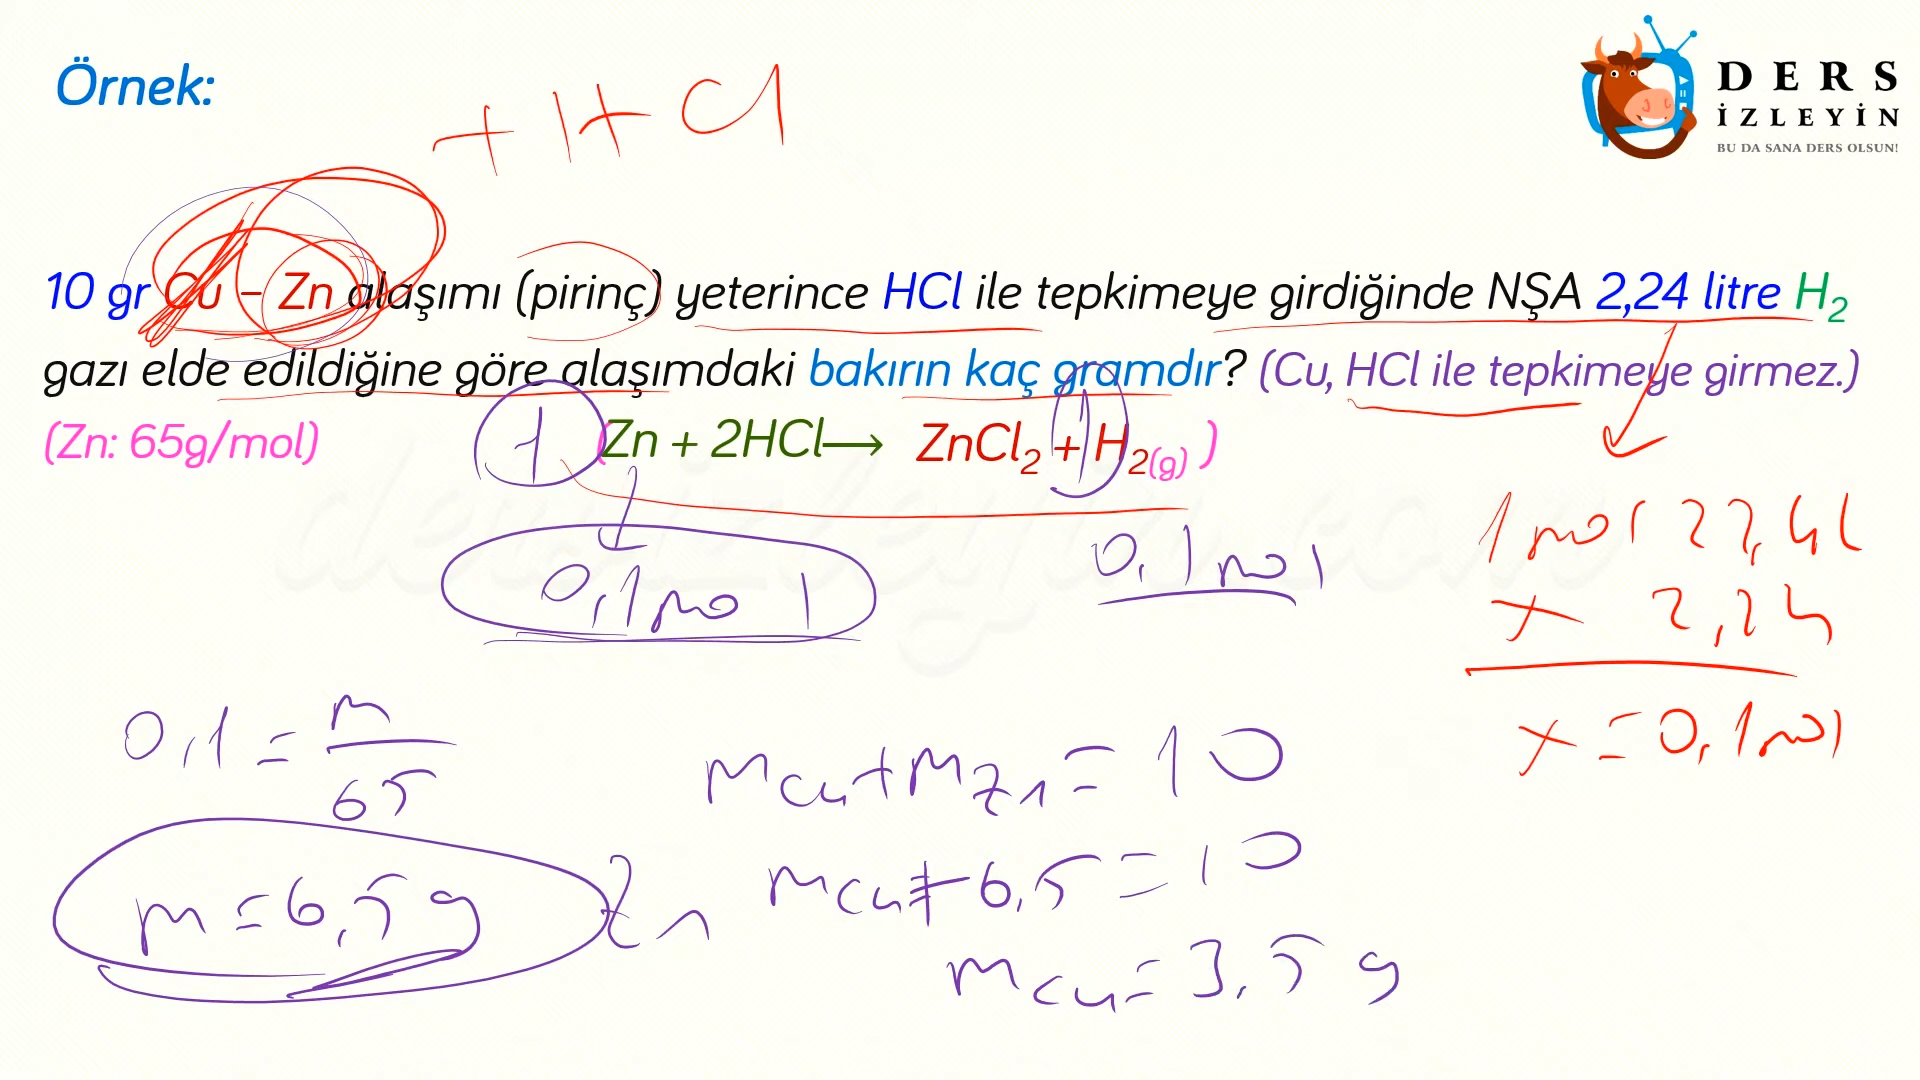 Örnek:
+ HCl
DERS
İZLEYİN
BU DA SANA DERS OLSUN!
10 gr Cu – Zn alaşımı (pirinç) yeterince HCl ile tepkimeye girdiğinde NŞA 2,24 litre H₂
gazı elde edildiğine göre alaşımdaki bakırın kaç gramdır? (Cu, HCl ile tepkimeye girmez.)
(Zn: 65g/mol) 1 (Zn + 2HCl⟶ ZnCl₂ + H₂(g) ) 1
0,1 mol
0,1 mol
1 mol 22,4 L
x 2,24
x = 0,1 mol
0,1 = m/65
m = 6,5 g Zn
mCu + mZn = 10
mCu + 6,5 = 10
mCu = 3,5 g
dersizleyin.com